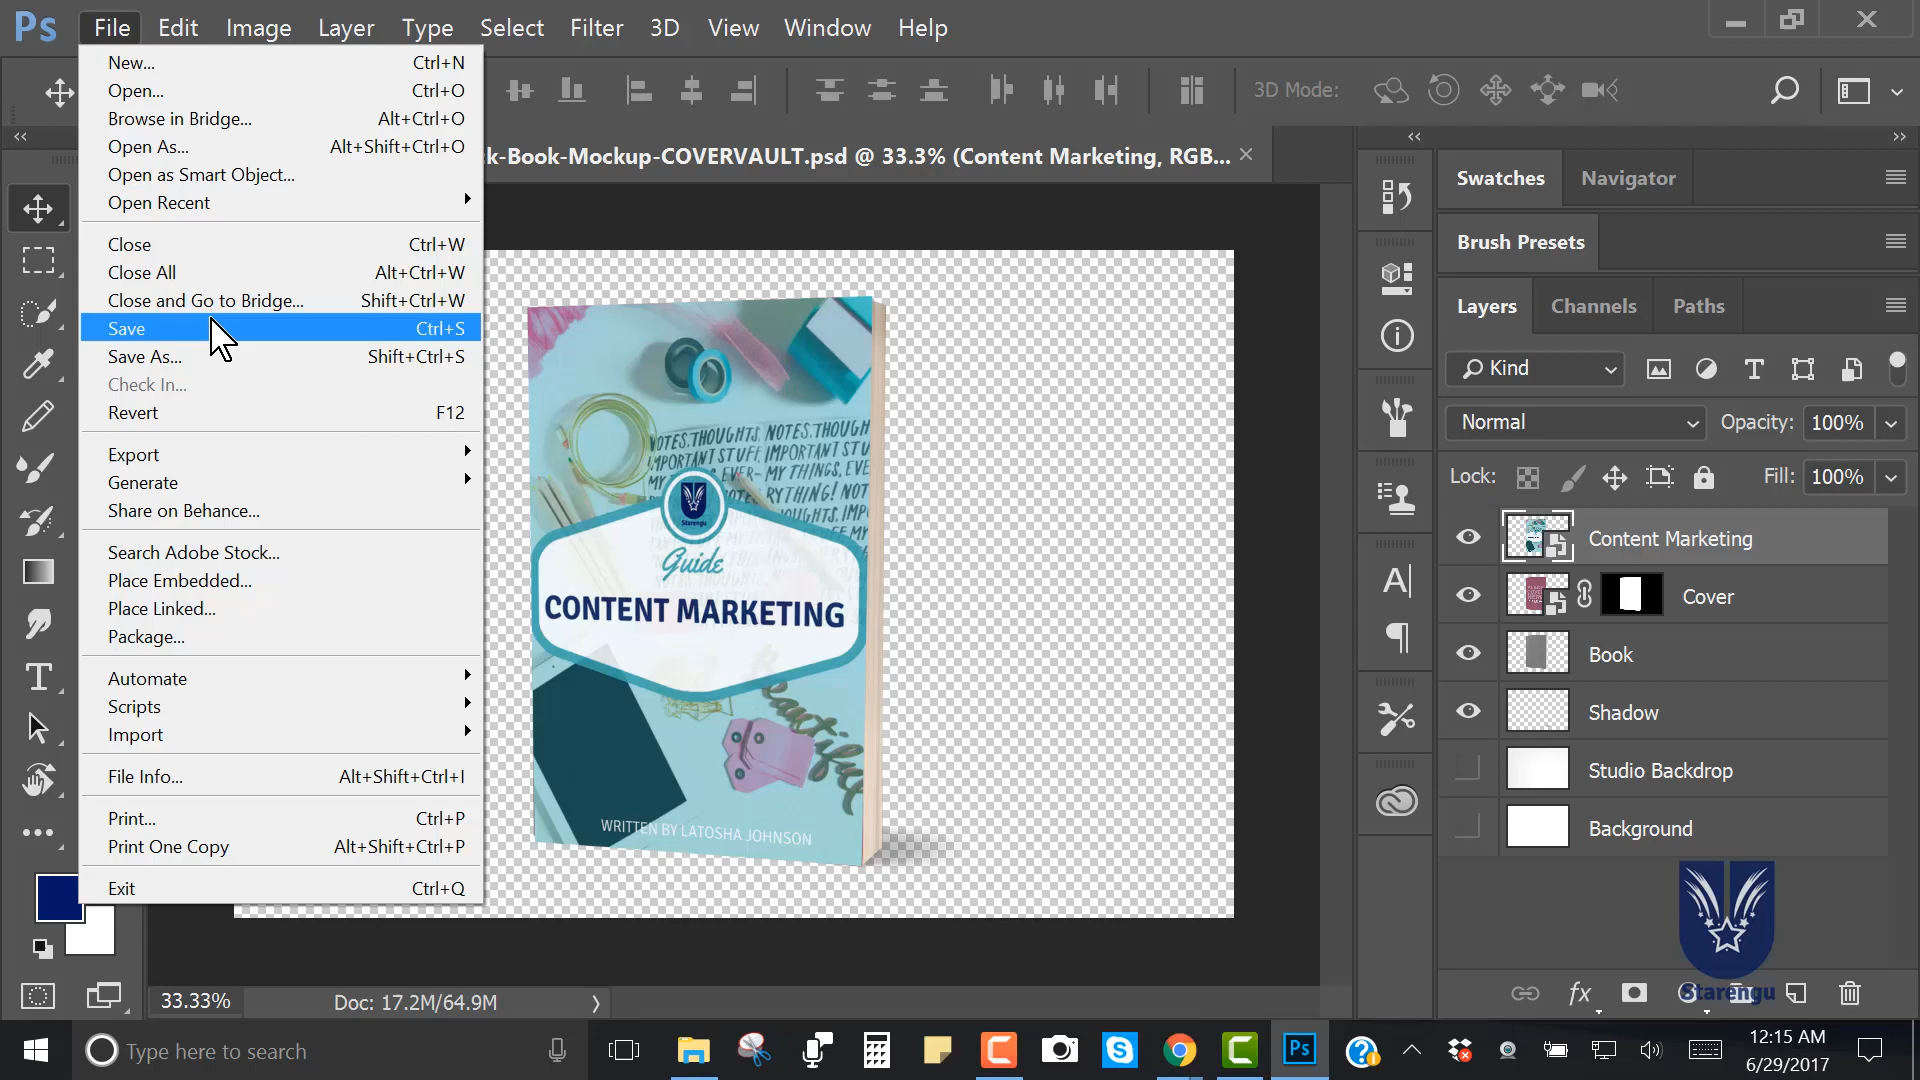 Ps File Edit Image Layer Type Select Filter 3D View Window Help
New... Ctrl+N
Open... Ctrl+O
Browse in Bridge... Alt+Ctrl+O
Open As... Alt+Shift+Ctrl+O
Open as Smart Object...
Open Recent
Close Ctrl+W
Close All Alt+Ctrl+W
Close and Go to Bridge... Shift+Ctrl+W
Save Ctrl+S
Save As... Shift+Ctrl+S
Check In...
Revert F12
Export
Generate
Share on Behance...
Search Adobe Stock...
Place Embedded...
Place Linked...
Package...
Automate
Scripts
Import
File Info... Alt+Shift+Ctrl+I
Print... Ctrl+P
Print One Copy Alt+Shift+Ctrl+P
Exit Ctrl+Q
3D Mode:
k-Book-Mockup-COVERVAULT.psd @ 33.3% (Content Marketing, RGB...
NOTES. THOUGHTS. NOTES. THOUGH
IMPORTANT STUFF. IMPORTANT STU
EVER- MY THINGS, EVE
RYTHING! NOT
Starengu
Guide
CONTENT MARKETING
WRITTEN BY LATOSHA JOHNSON
Swatches Navigator
Brush Presets
Layers Channels Paths
Kind
Normal Opacity: 100%
Lock: Fill: 100%
Content Marketing
Cover
Book
Shadow
Studio Backdrop
Background
Starengu
33.33% Doc: 17.2M/64.9M
Type here to search
Ps
12:15 AM
6/29/2017